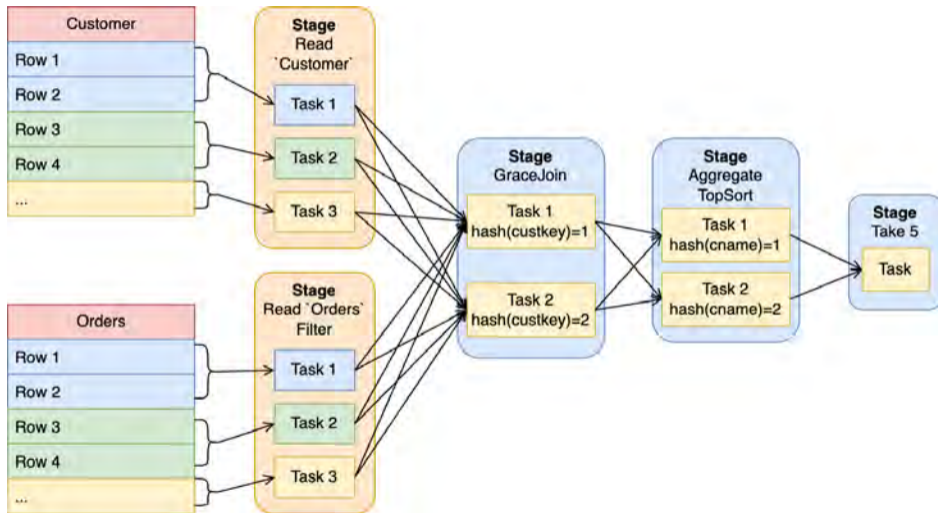 Customer
Row 1
Row 2
Row 3
Row 4
...
Stage
Read
`Customer`
Task 1
Task 2
Task 3
Orders
Row 1
Row 2
Row 3
Row 4
...
Stage
Read `Orders`
Filter
Task 1
Task 2
Task 3
Stage
GraceJoin
Task 1
hash(custkey)=1
Task 2
hash(custkey)=2
Stage
Aggregate
TopSort
Task 1
hash(cname)=1
Task 2
hash(cname)=2
Stage
Take 5
Task